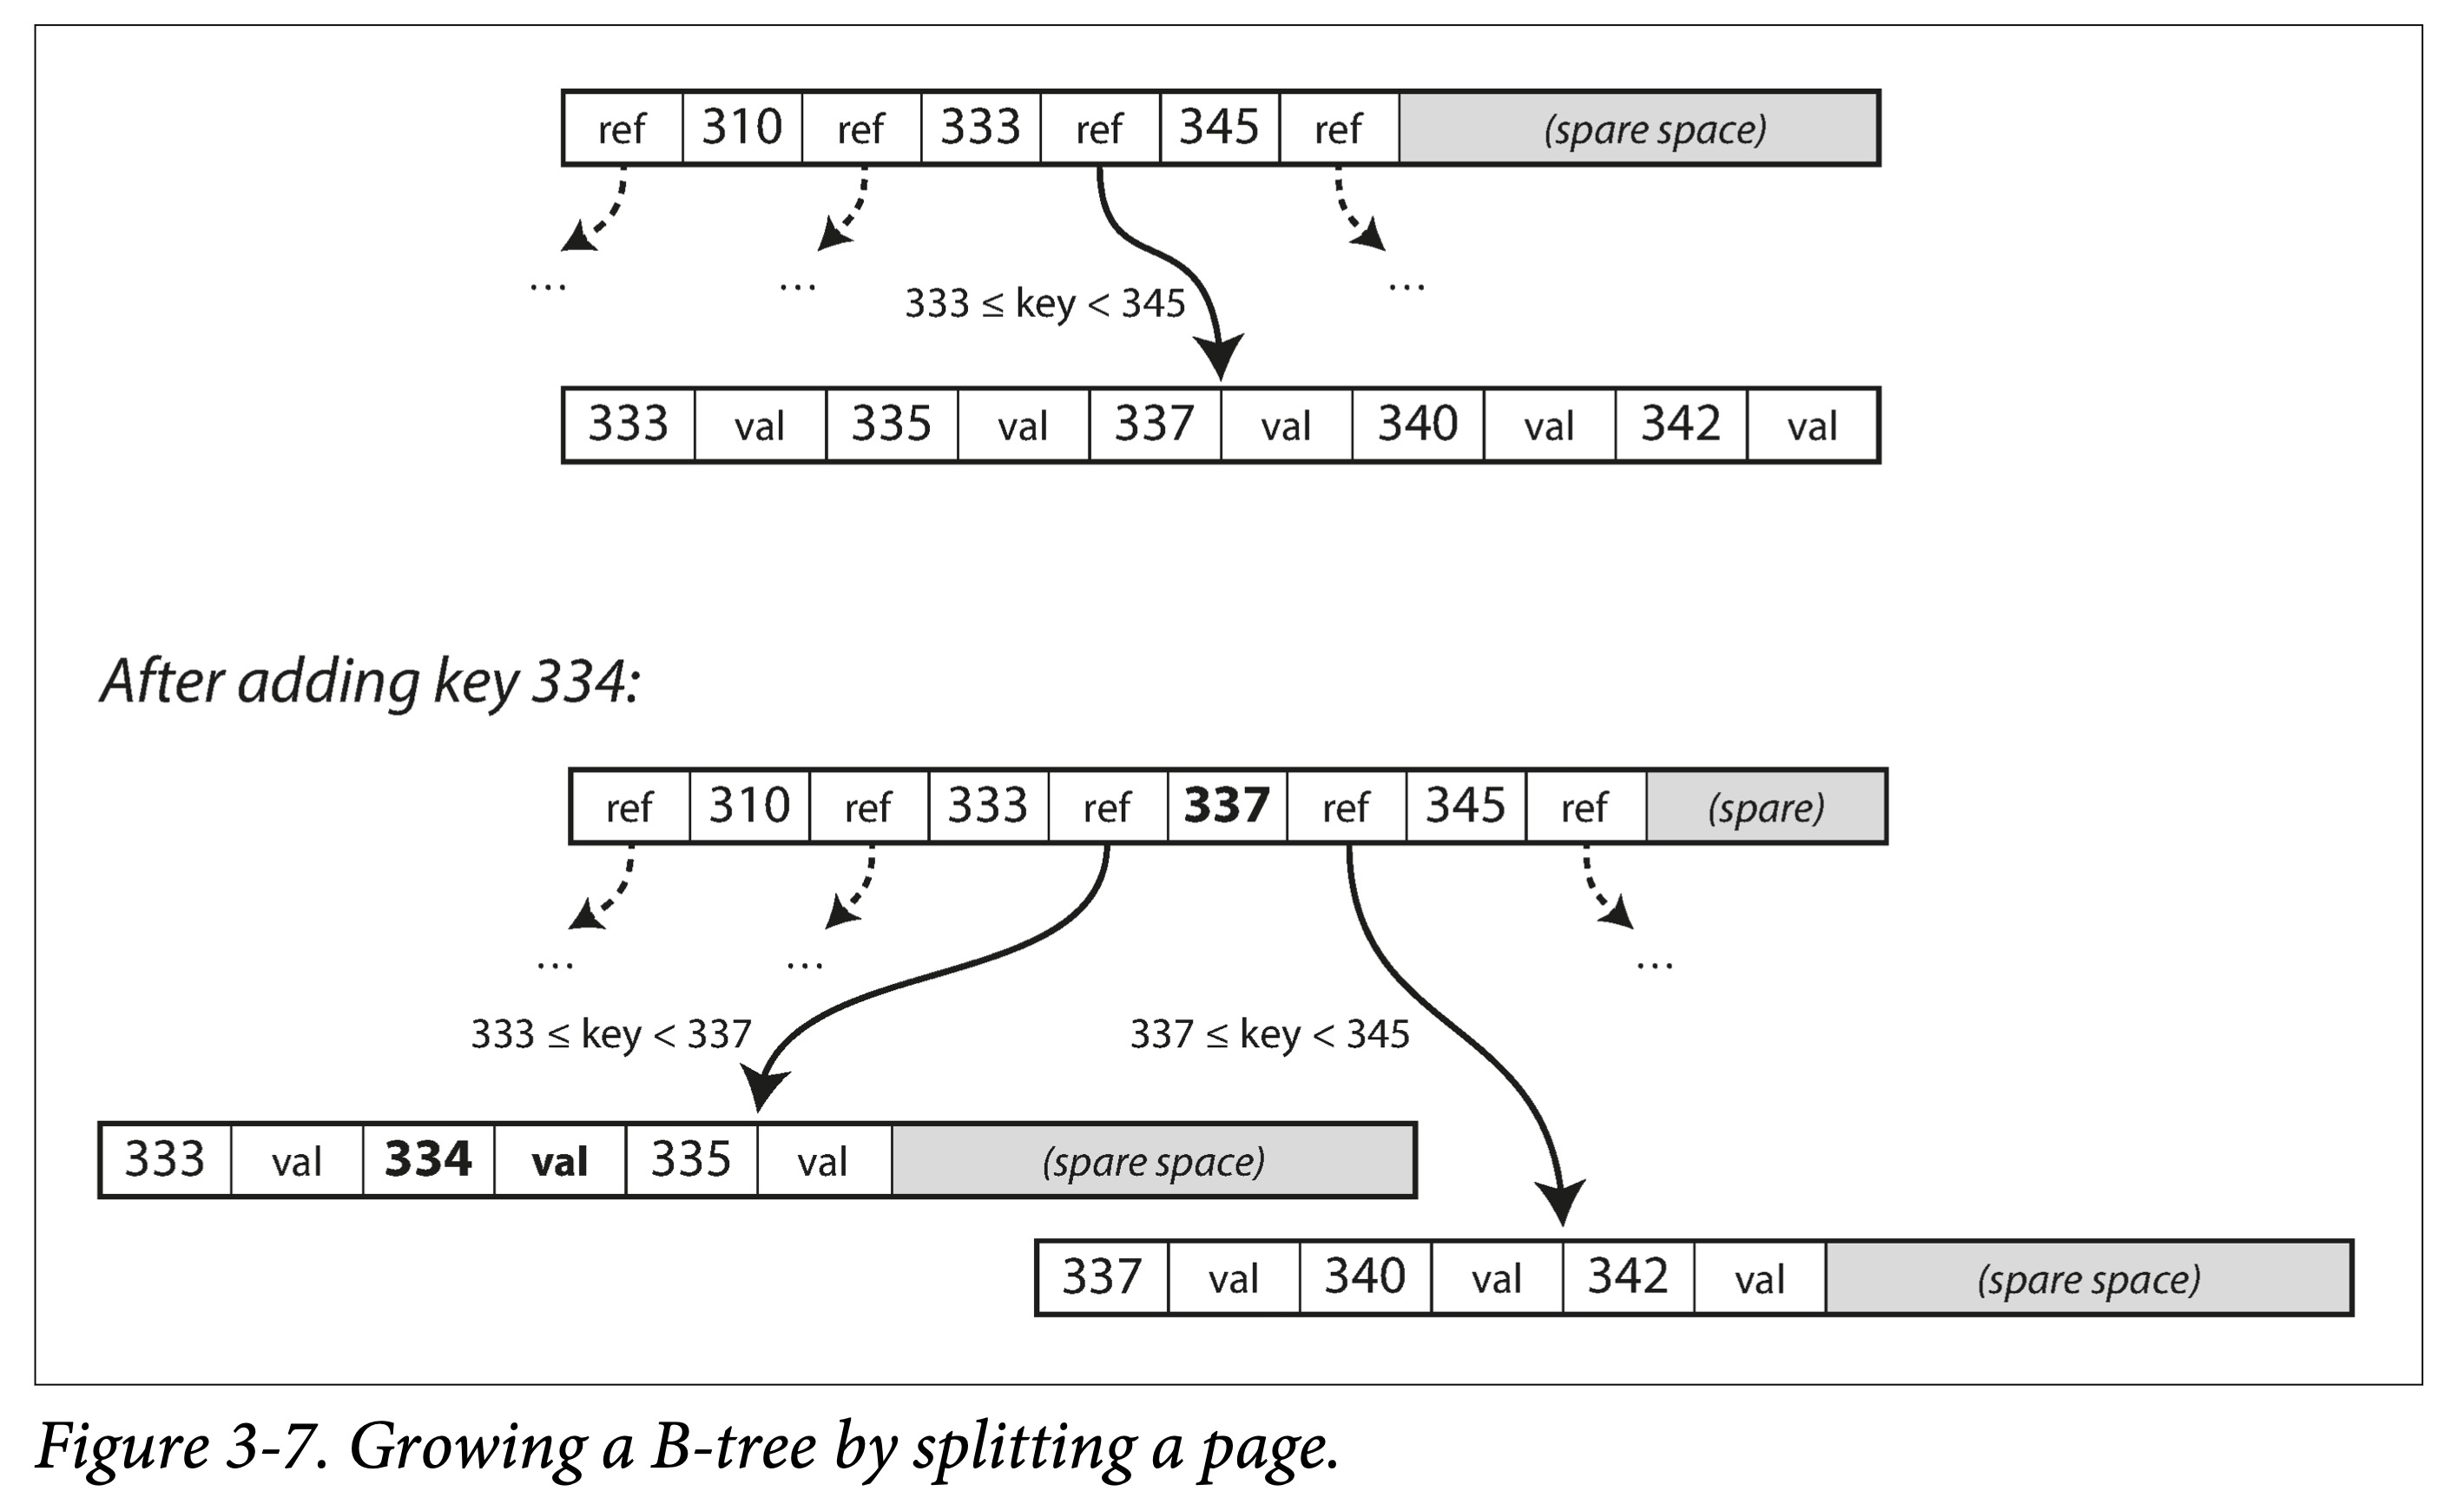 ref 310 ref 333 ref 345 ref (spare space)
... ... ...
333 ≤ key < 345
333 val 335 val 337 val 340 val 342 val
After adding key 334:
ref 310 ref 333 ref 337 ref 345 ref (spare)
... ... ...
333 ≤ key < 337 337 ≤ key < 345
333 val 334 val 335 val (spare space)
337 val 340 val 342 val (spare space)
Figure 3-7. Growing a B-tree by splitting a page.